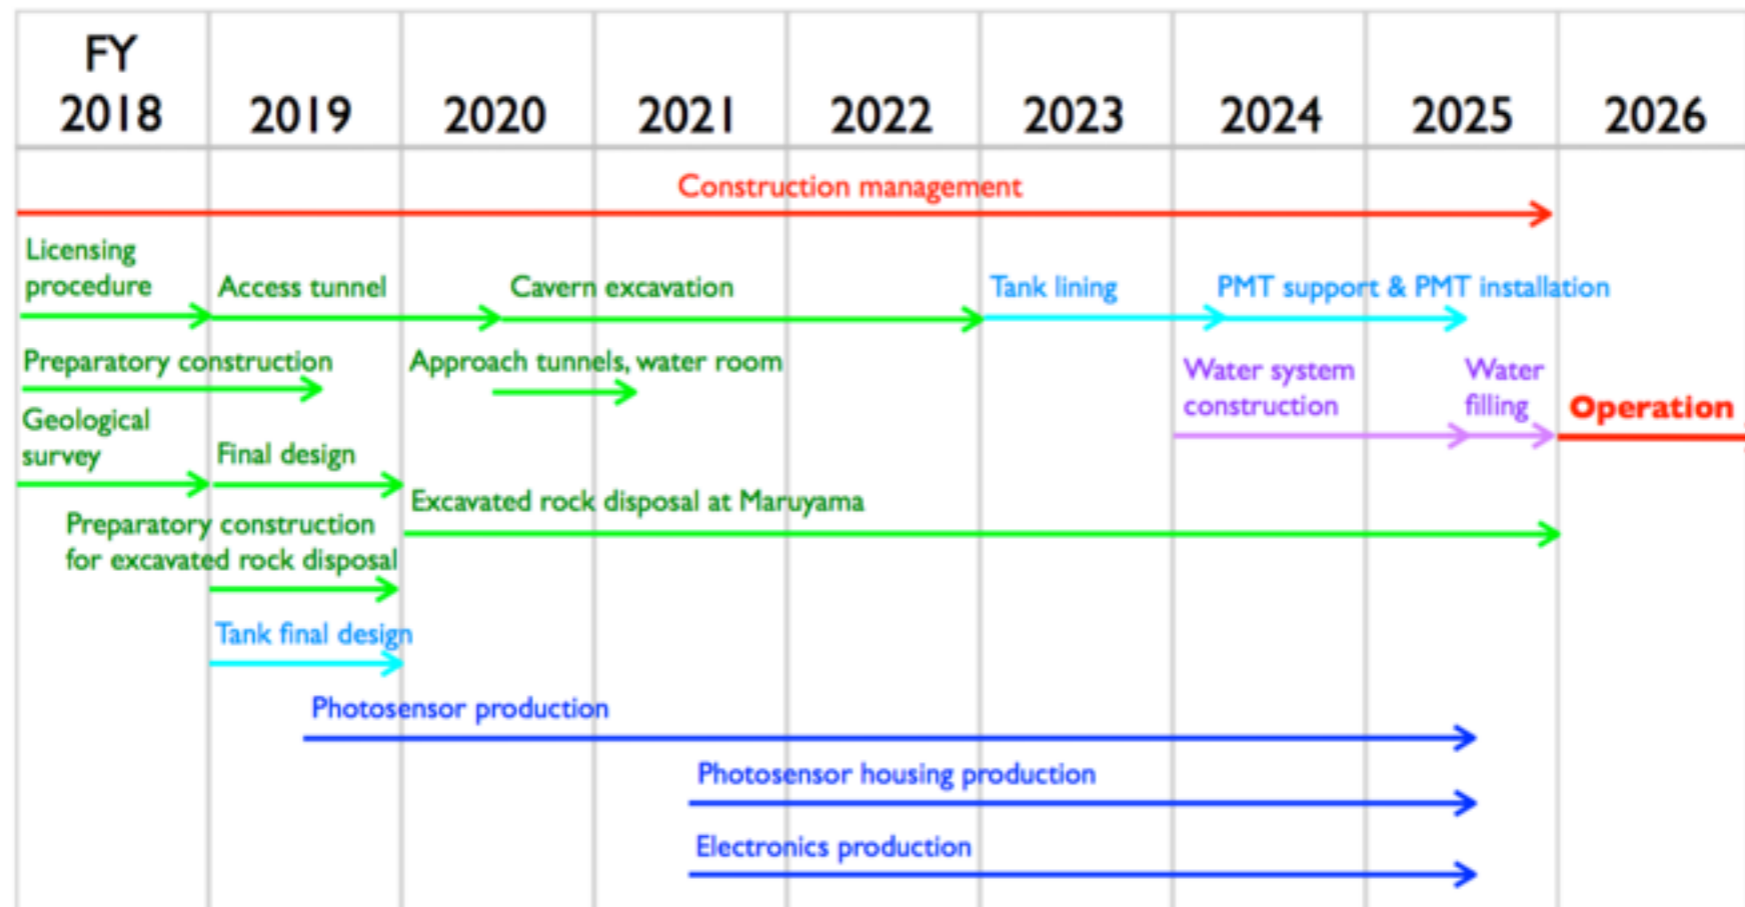 FY
2018 2019 2020 2021 2022 2023 2024 2025 2026
Construction management
Licensing
procedure
Access tunnel
Cavern excavation
Tank lining
PMT support & PMT installation
Preparatory construction
Approach tunnels, water room
Water system
construction
Water
filling
Operation
Geological
survey
Final design
Excavated rock disposal at Maruyama
Preparatory construction
for excavated rock disposal
Tank final design
Photosensor production
Photosensor housing production
Electronics production